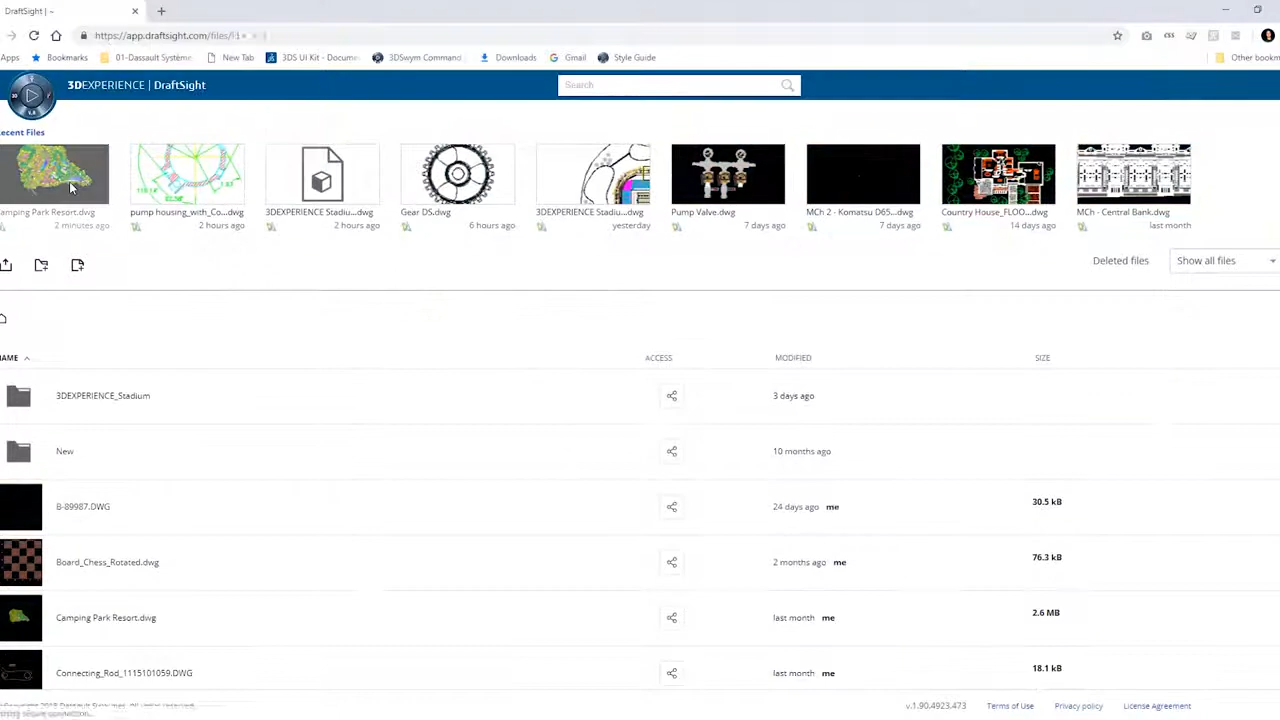 DraftSight | ~
https://app.draftsight.com/files/
Apps Bookmarks 01-Dassault Système New Tab 3DS UI Kit - Docume 3DSwym Command Downloads Gmail Style Guide Other bookm
3DEXPERIENCE | DraftSight Search
ecent Files
amping Park Resort.dwg pump housing_with_Co...dwg 3DEXPERIENCE Stadiu...dwg Gear DS.dwg 3DEXPERIENCE Stadiu...dwg Pump Valve.dwg MCh 2 - Komatsu D65...dwg Country House_FLOO...dwg MCh - Central Bank.dwg
2 minutes ago 2 hours ago 2 hours ago 6 hours ago yesterday 7 days ago 7 days ago 14 days ago last month
Deleted files Show all files
AME ACCESS MODIFIED SIZE
3DEXPERIENCE_Stadium 3 days ago
New 10 months ago
B-89987.DWG 24 days ago me 30.5 kB
Board_Chess_Rotated.dwg 2 months ago me 76.3 kB
Camping Park Resort.dwg last month me 2.6 MB
Connecting_Rod_1115101059.DWG last month me 18.1 kB
v.1.90.4923.473 Terms of Use Privacy policy License Agreement